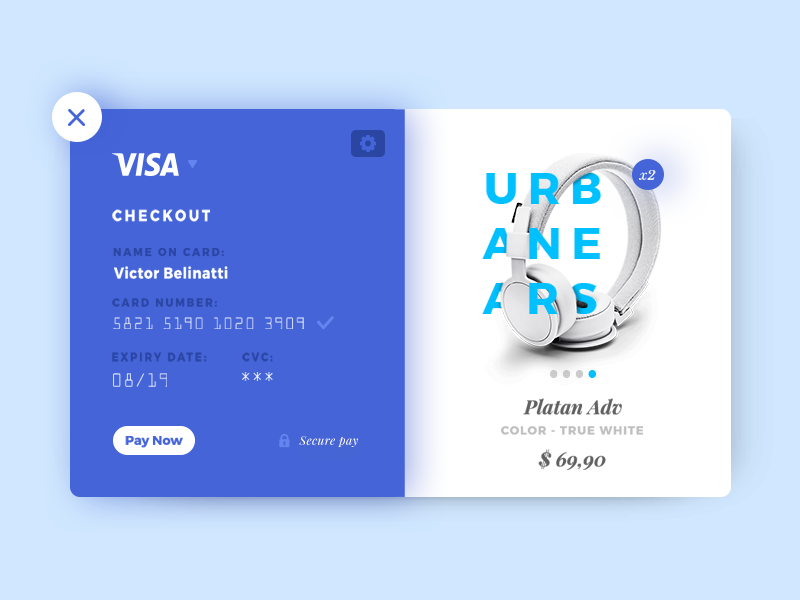 VISA
CHECKOUT
NAME ON CARD:
Victor Belinatti
CARD NUMBER:
5821 5190 1020 3909
EXPIRY DATE: CVC:
08/19 ***
Pay Now
Secure pay
URB
ANE
ARS
x2
Platan Adv
COLOR - TRUE WHITE
$ 69,90